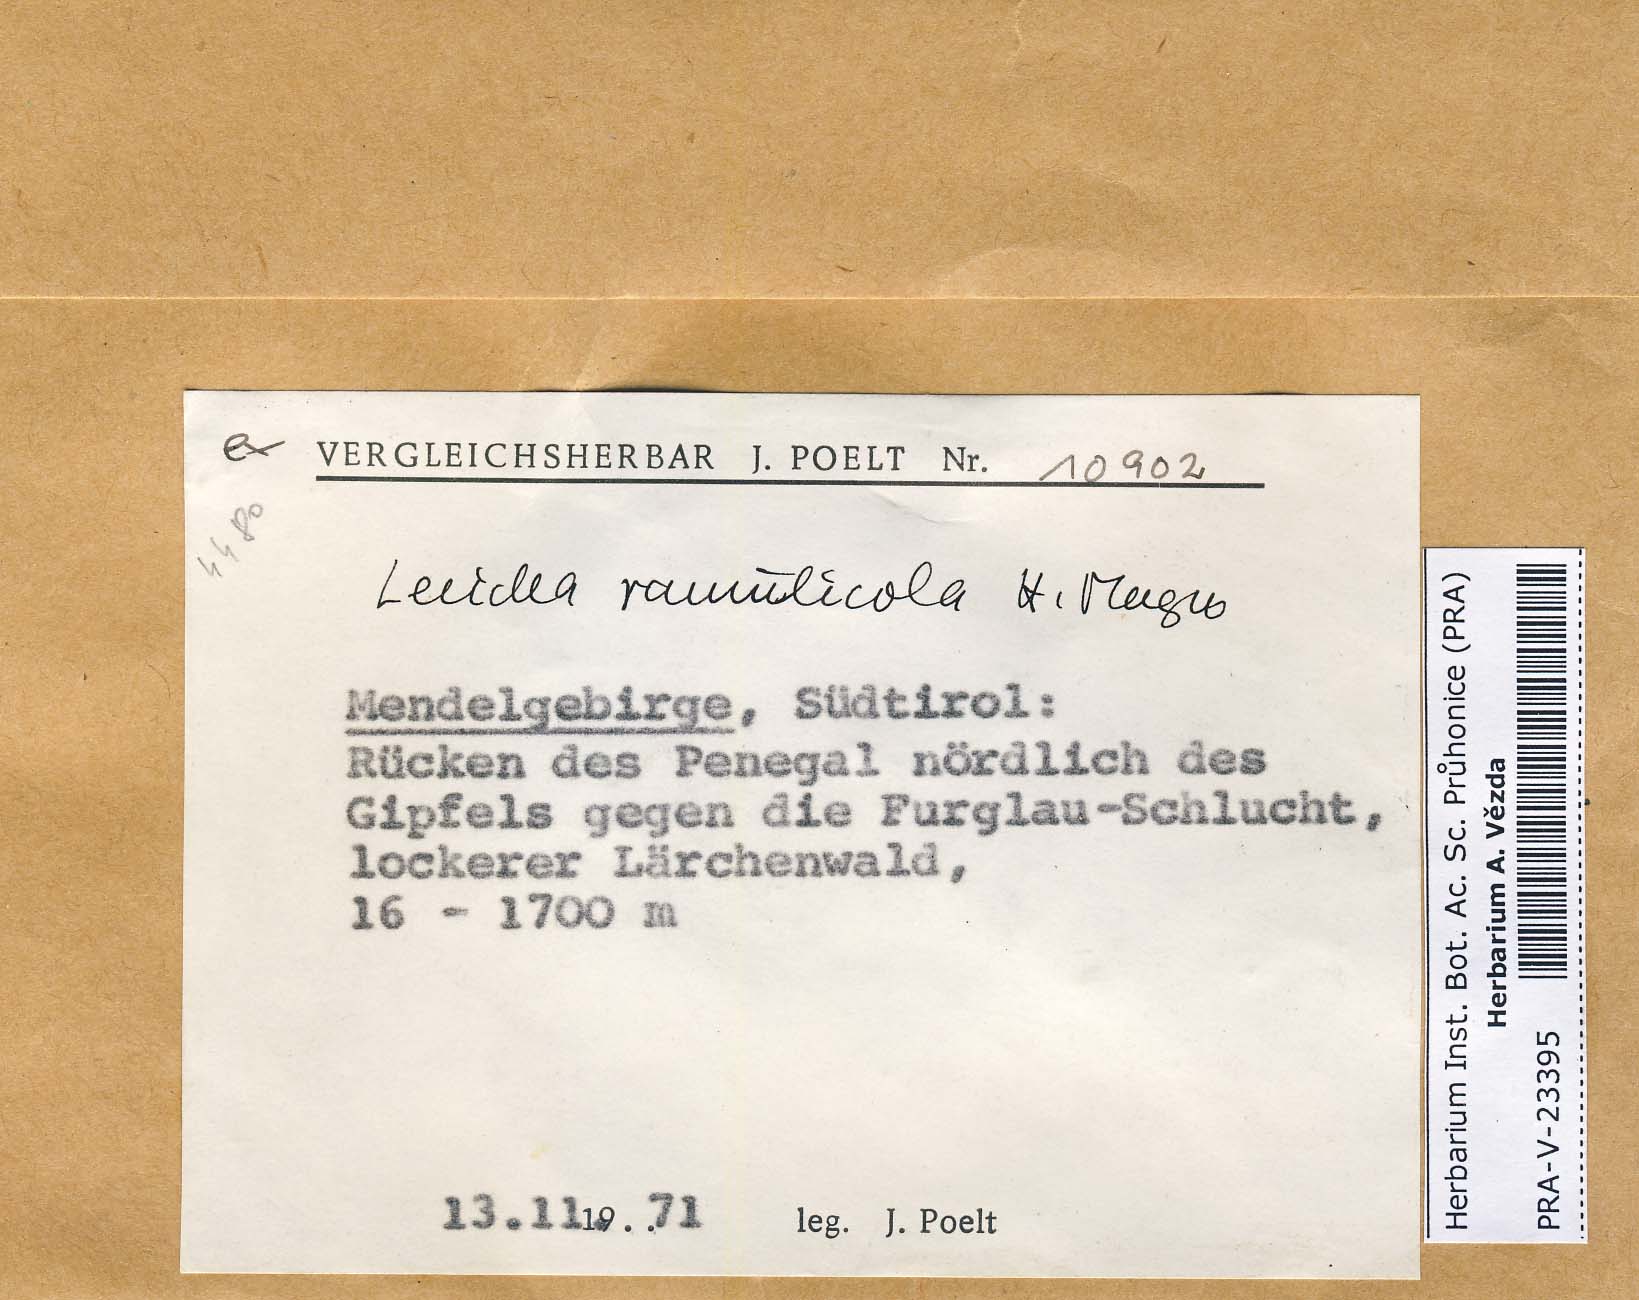 ex VERGLEICHSHERBAR J. POELT Nr. 10902
4480
Lecidea ramulicola H. Magn
Mendelgebirge, Südtirol:
Rücken des Penegal nördlich des
Gipfels gegen die Furglau-Schlucht,
lockerer Lärchenwald,
16 - 1700 m
13.11.19..71 leg. J. Poelt
Herbarium Inst. Bot. Ac. Sc. Průhonice (PRA)
Herbarium A. Vězda
PRA-V-23395